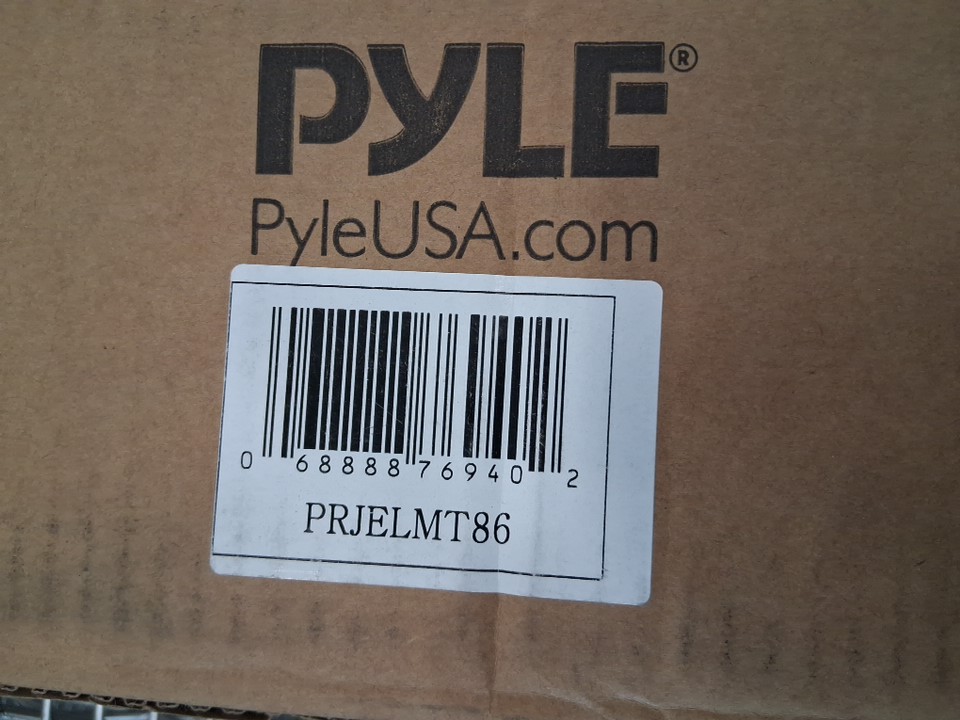 PYLE®
PyleUSA.com
0 68888 76940 2
PRJELMT86